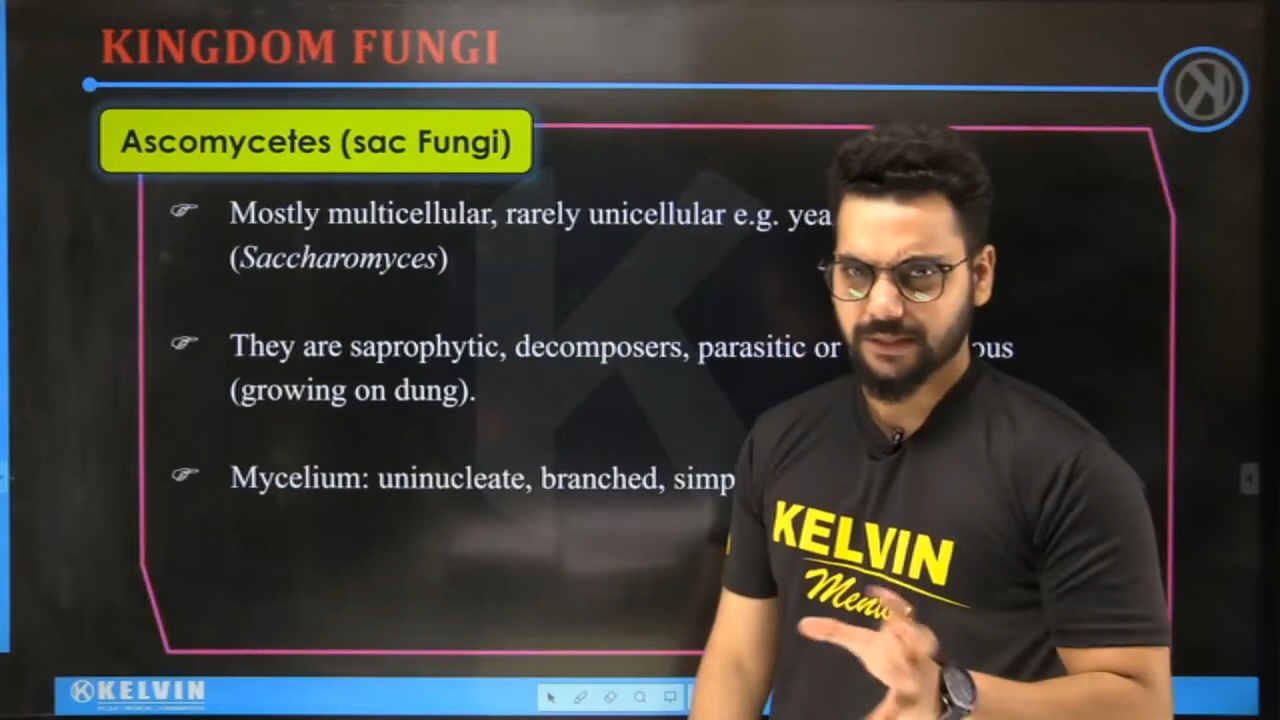 KINGDOM FUNGI
Ascomycetes (sac Fungi)
Mostly multicellular, rarely unicellular e.g. yea
(Saccharomyces)
They are saprophytic, decomposers, parasitic or ous
(growing on dung).
Mycelium: uninucleate, branched, simp
KELVIN
KELVIN